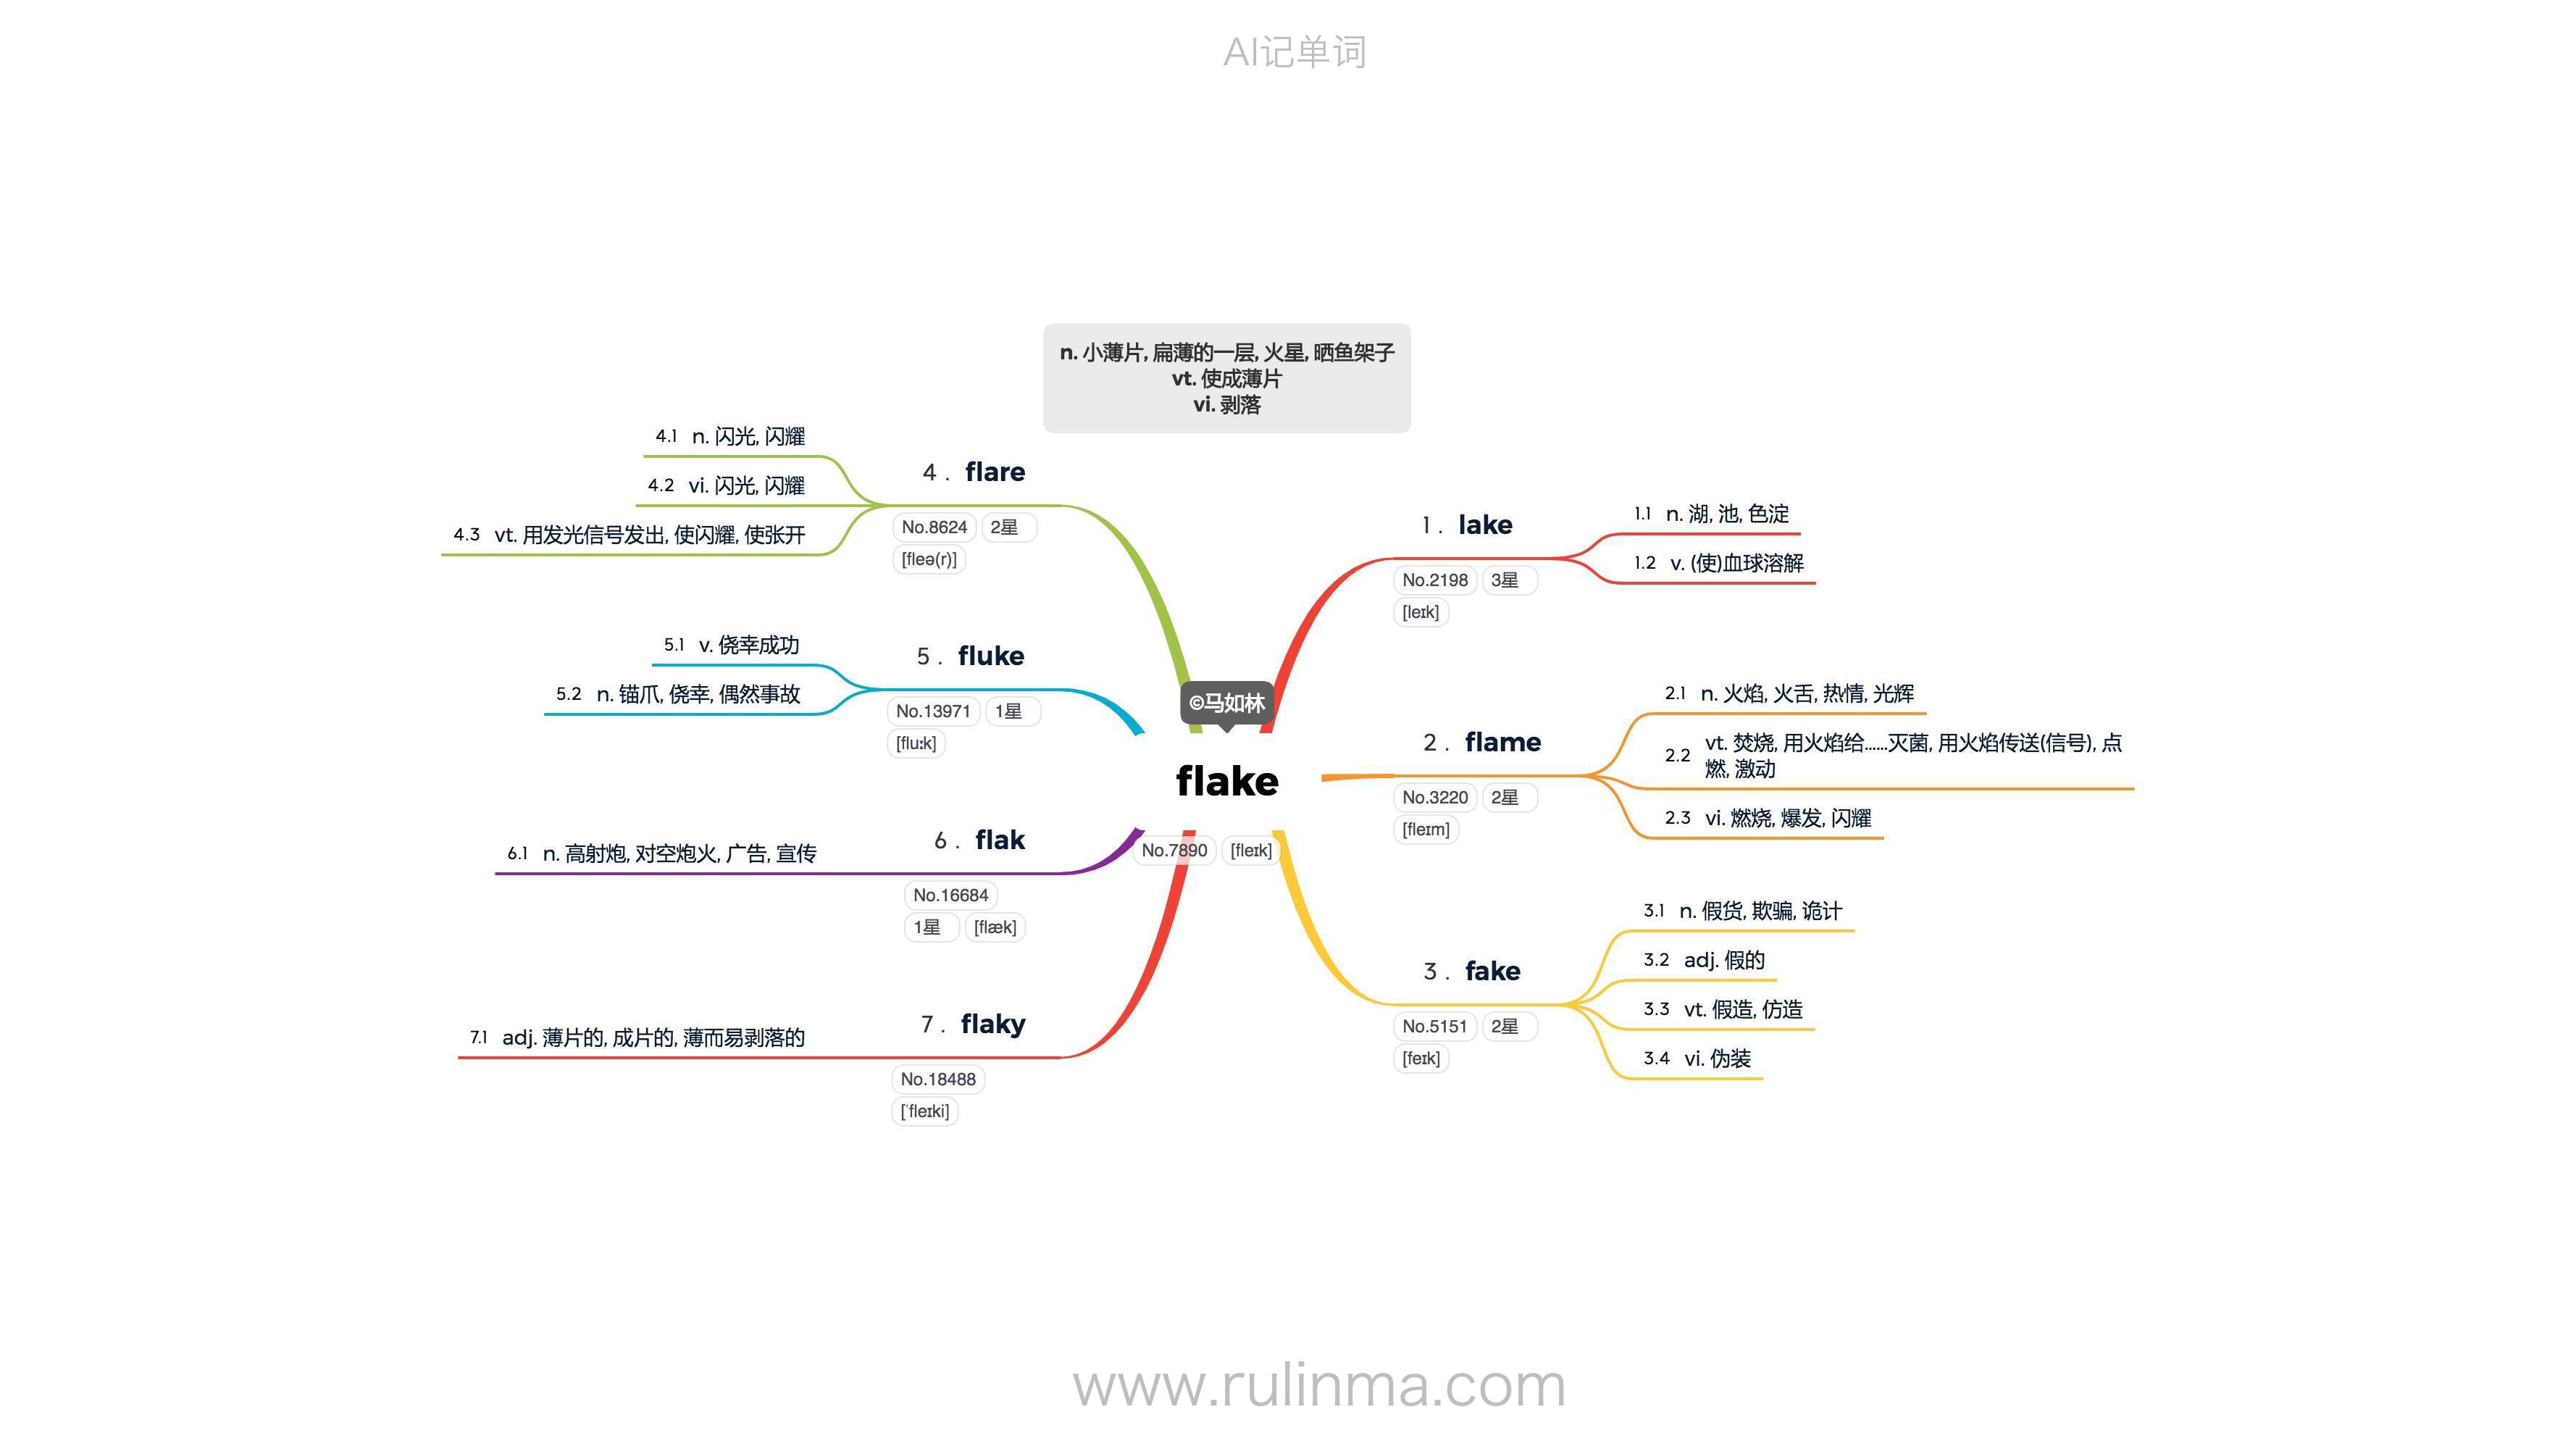 AI记单词
n. 小薄片, 扁薄的一层, 火星, 晒鱼架子
vt. 使成薄片
vi. 剥落
©马如林
flake
No.7890 [fleɪk]
1. lake
No.2198 3星
[leɪk]
1.1 n. 湖, 池, 色淀
1.2 v. (使)血球溶解
2. flame
No.3220 2星
[fleɪm]
2.1 n. 火焰, 火舌, 热情, 光辉
2.2 vt. 焚烧, 用火焰给......灭菌, 用火焰传送(信号), 点
燃, 激动
2.3 vi. 燃烧, 爆发, 闪耀
3. fake
No.5151 2星
[feɪk]
3.1 n. 假货, 欺骗, 诡计
3.2 adj. 假的
3.3 vt. 假造, 仿造
3.4 vi. 伪装
4. flare
No.8624 2星
[fleə(r)]
4.1 n. 闪光, 闪耀
4.2 vi. 闪光, 闪耀
4.3 vt. 用发光信号发出, 使闪耀, 使张开
5. fluke
No.13971 1星
[fluːk]
5.1 v. 侥幸成功
5.2 n. 锚爪, 侥幸, 偶然事故
6. flak
No.16684
1星 [flæk]
6.1 n. 高射炮, 对空炮火, 广告, 宣传
7. flaky
No.18488
[ˈfleɪki]
7.1 adj. 薄片的, 成片的, 薄而易剥落的
www.rulinma.com